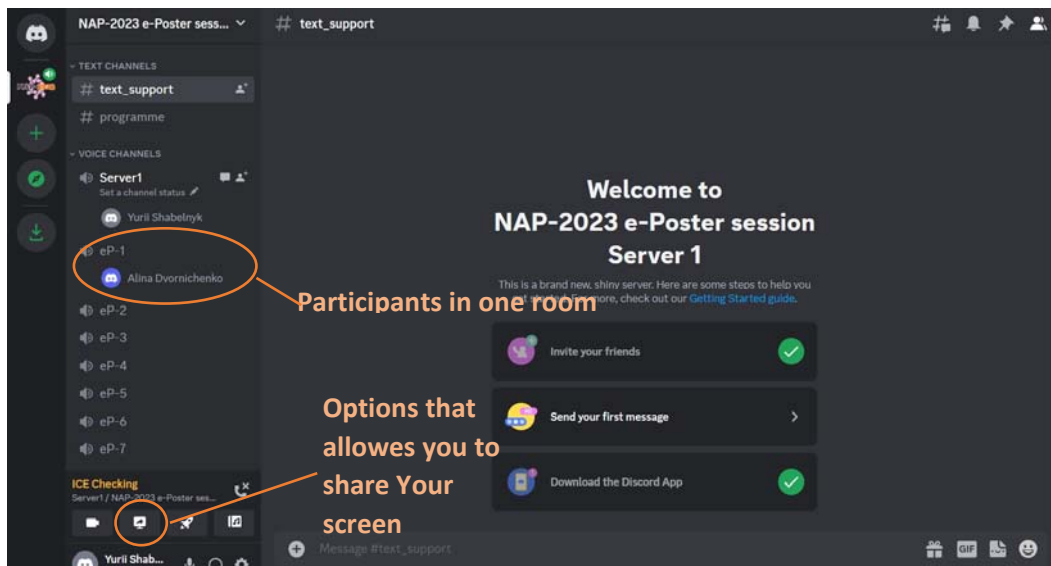 NAP-2023 e-Poster sess...
# text_support
TEXT CHANNELS
# text_support
# programme
VOICE CHANNELS
Server1
Set a channel status
Yurii Shabelnyk
eP-1
Alina Dvornichenko
eP-2
eP-3
eP-4
eP-5
eP-6
eP-7
ICE Checking
Server1 / NAP-2023 e-Poster ses...
Yurii Shab...
Participants in one room
Options that
allowes you to
share Your
screen
Welcome to
NAP-2023 e-Poster session
Server 1
This is a brand new, shiny server. Here are some steps to help you
more, check out our Getting Started guide.
Invite your friends
Send your first message
Download the Discord App
Message #text_support
GIF